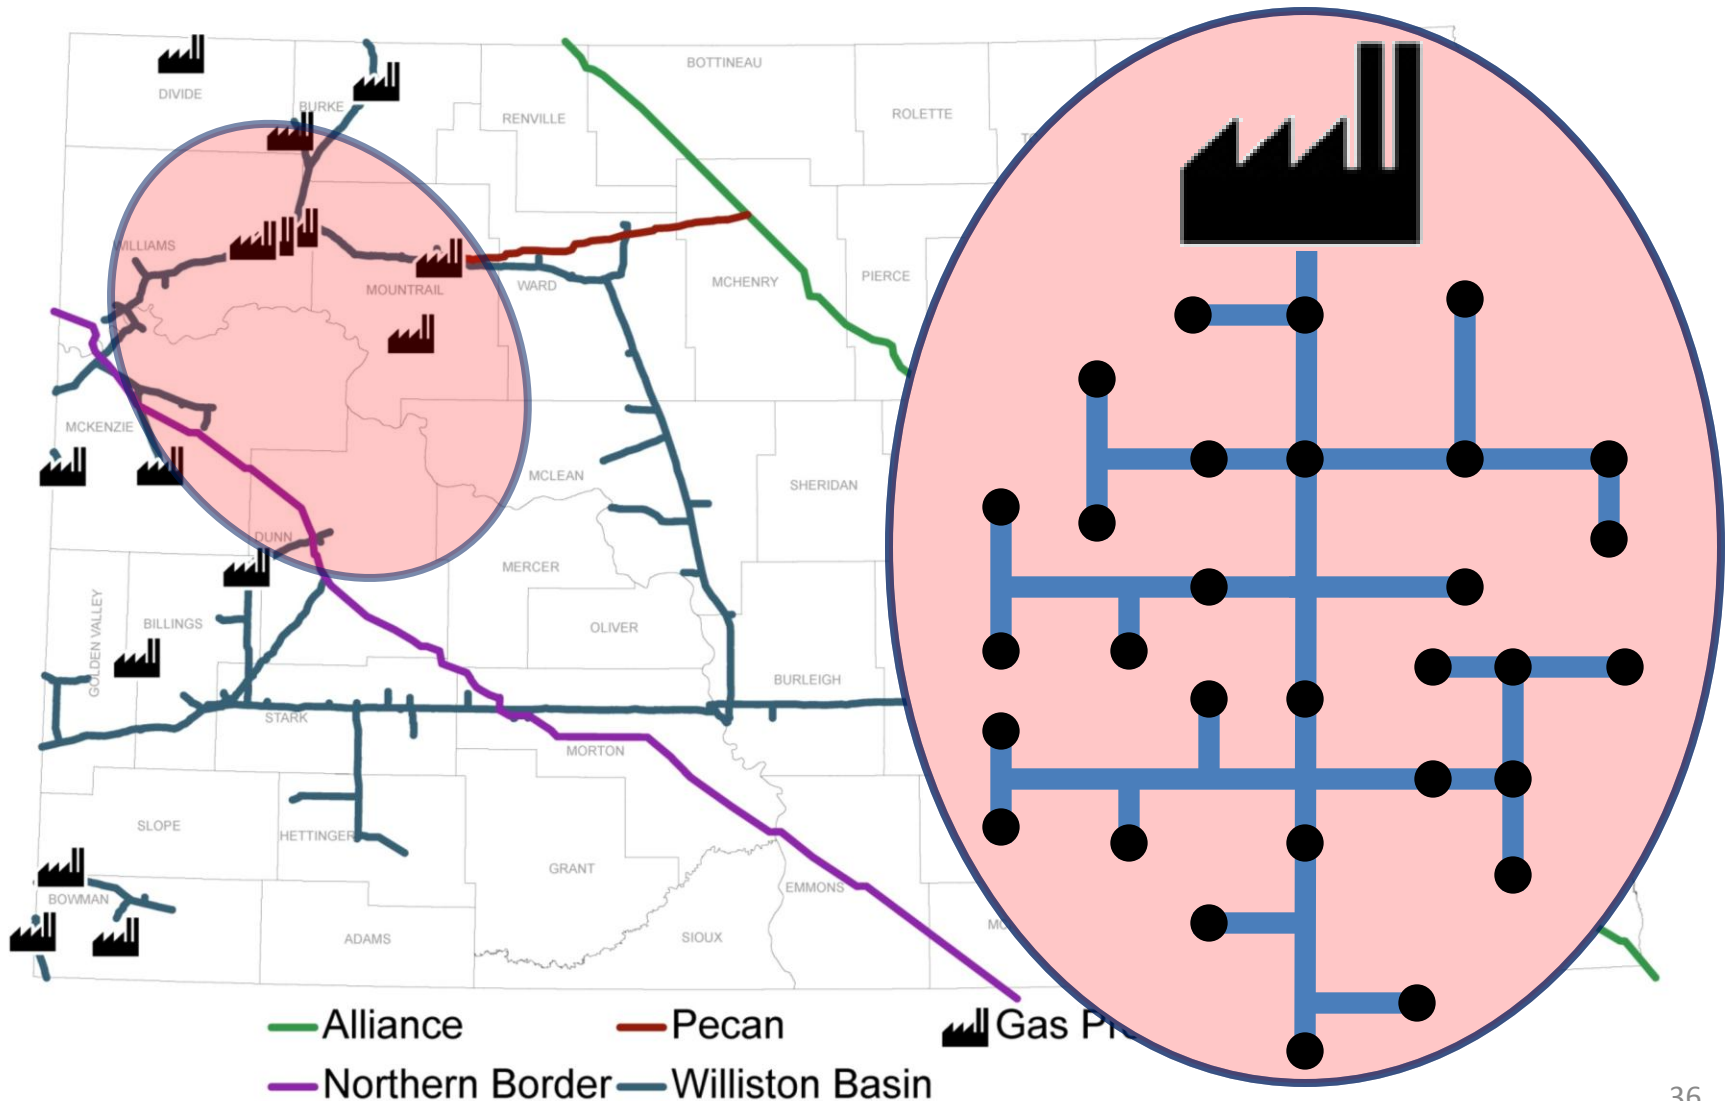 BOTTINEAU
DIVIDE
BURKE
RENVILLE
ROLETTE
WILLIAMS
MOUNTRAIL
WARD
MCHENRY
PIERCE
MCKENZIE
MCLEAN
SHERIDAN
DUNN
MERCER
GOLDEN VALLEY
BILLINGS
OLIVER
BURLEIGH
STARK
MORTON
SLOPE
HETTINGER
GRANT
EMMONS
BOWMAN
ADAMS
SIOUX
Alliance Pecan Gas
Northern Border Williston Basin
36